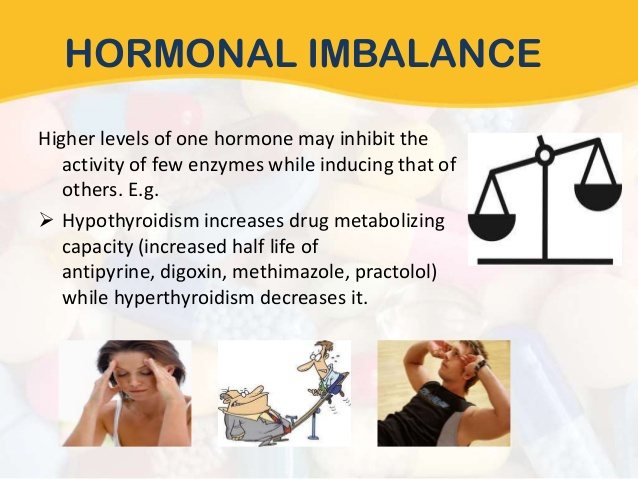 HORMONAL IMBALANCE
Higher levels of one hormone may inhibit the
activity of few enzymes while inducing that of
others. E.g.
➢ Hypothyroidism increases drug metabolizing
capacity (increased half life of
antipyrine, digoxin, methimazole, practolol)
while hyperthyroidism decreases it.